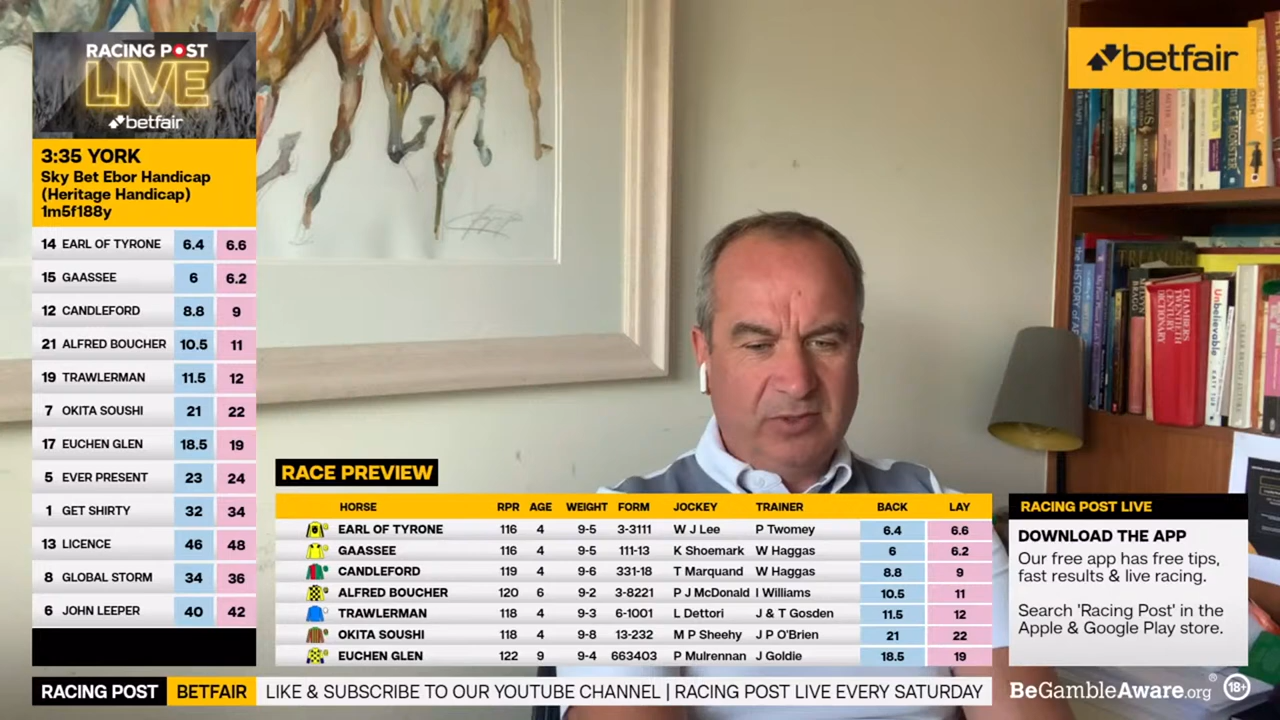 RACING POST
LIVE
betfair
3:35 YORK
Sky Bet Ebor Handicap
(Heritage Handicap)
1m5f188y
14 EARL OF TYRONE 6.4 6.6
15 GAASSEE 6 6.2
12 CANDLEFORD 8.8 9
21 ALFRED BOUCHER 10.5 11
19 TRAWLERMAN 11.5 12
7 OKITA SOUSHI 21 22
17 EUCHEN GLEN 18.5 19
5 EVER PRESENT 23 24
1 GET SHIRTY 32 34
13 LICENCE 46 48
8 GLOBAL STORM 34 36
6 JOHN LEEPER 40 42
betfair
CHAMBERS
TWENTIETH
CENTURY
DICTIONARY
Unbelievable
RACE PREVIEW
HORSE RPR AGE WEIGHT FORM JOCKEY TRAINER BACK LAY
EARL OF TYRONE 116 4 9-5 3-3111 W J Lee P Twomey 6.4 6.6
GAASSEE 116 4 9-5 111-13 K Shoemark W Haggas 6 6.2
CANDLEFORD 119 4 9-6 331-18 T Marquand W Haggas 8.8 9
ALFRED BOUCHER 120 6 9-2 3-8221 P J McDonald I Williams 10.5 11
TRAWLERMAN 118 4 9-3 6-1001 L Dettori J & T Gosden 11.5 12
OKITA SOUSHI 118 4 9-8 13-232 M P Sheehy J P O'Brien 21 22
EUCHEN GLEN 122 9 9-4 663403 P Mulrennan J Goldie 18.5 19
RACING POST LIVE
DOWNLOAD THE APP
Our free app has free tips,
fast results & live racing.
Search 'Racing Post' in the
Apple & Google Play store.
RACING POST BETFAIR LIKE & SUBSCRIBE TO OUR YOUTUBE CHANNEL | RACING POST LIVE EVERY SATURDAY
BeGambleAware.org® 18+